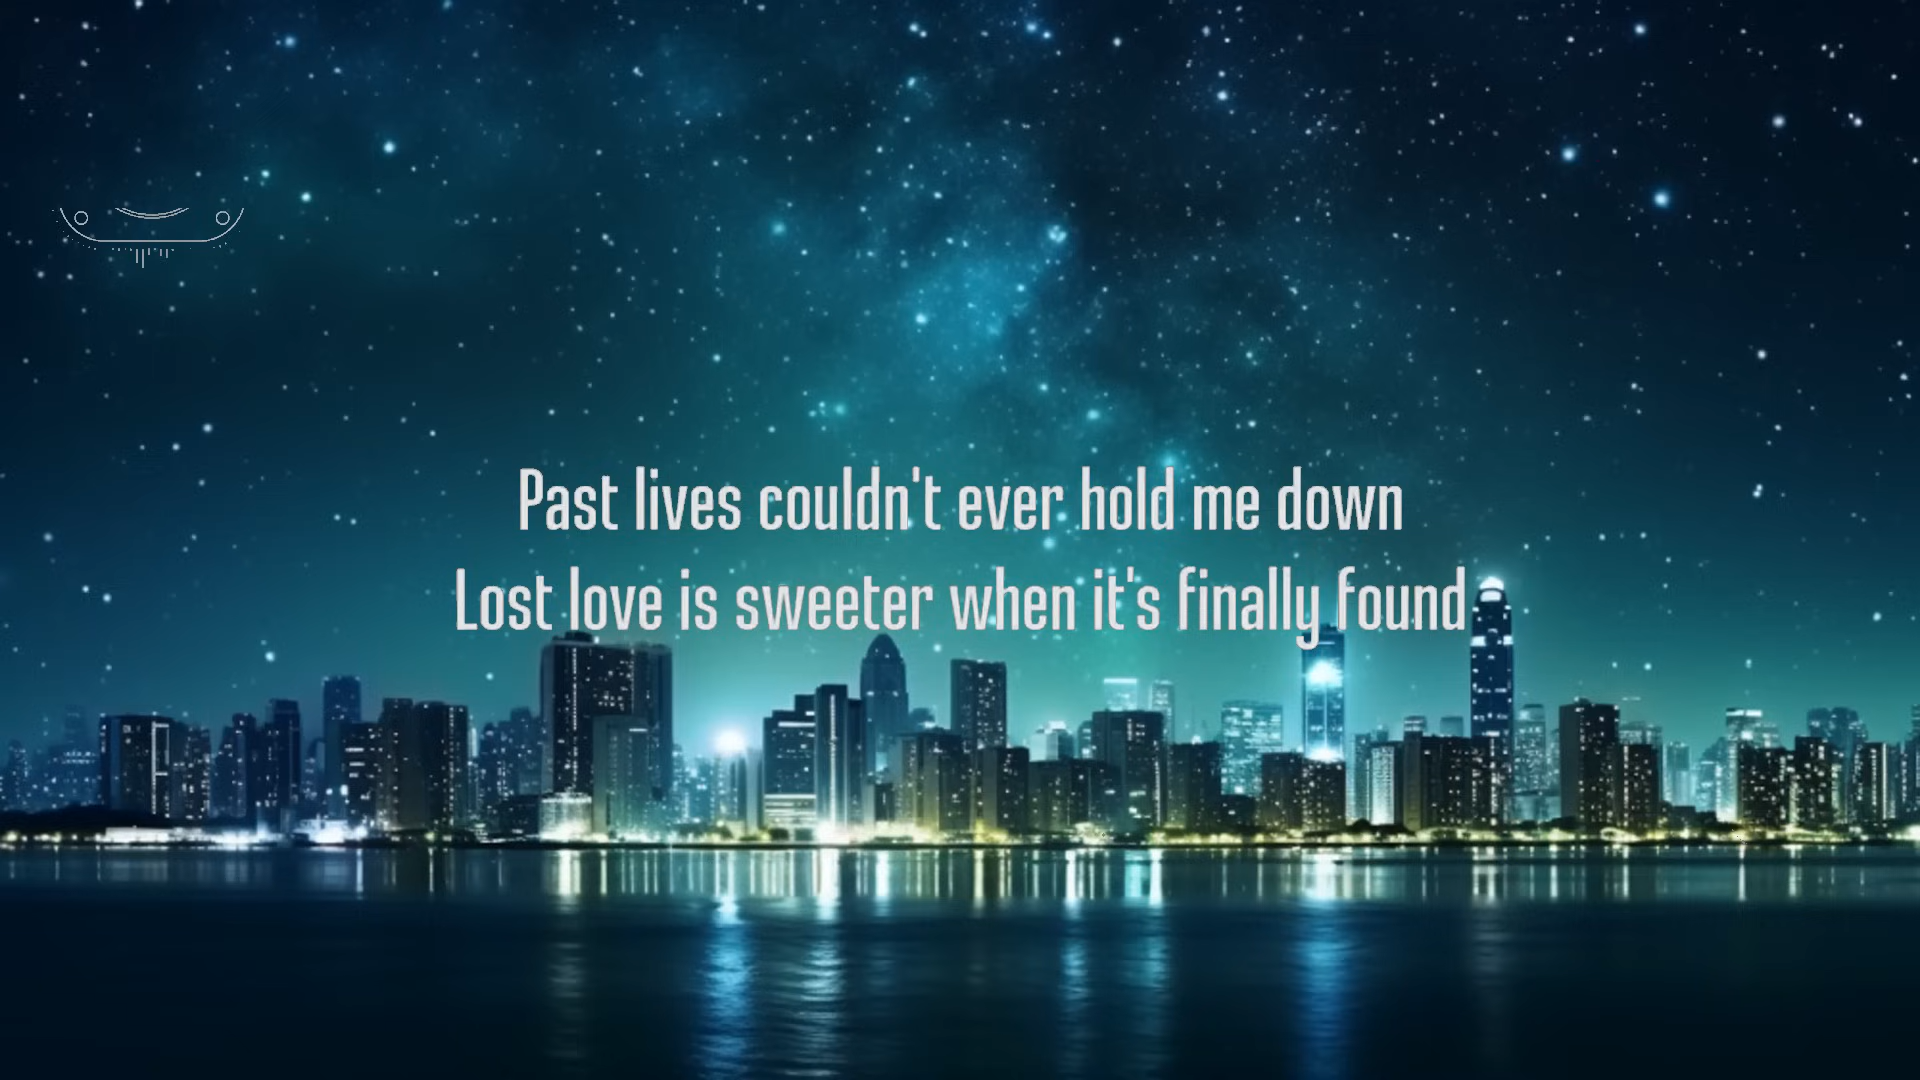 Past lives couldn't ever hold me down
Lost love is sweeter when it's finally found